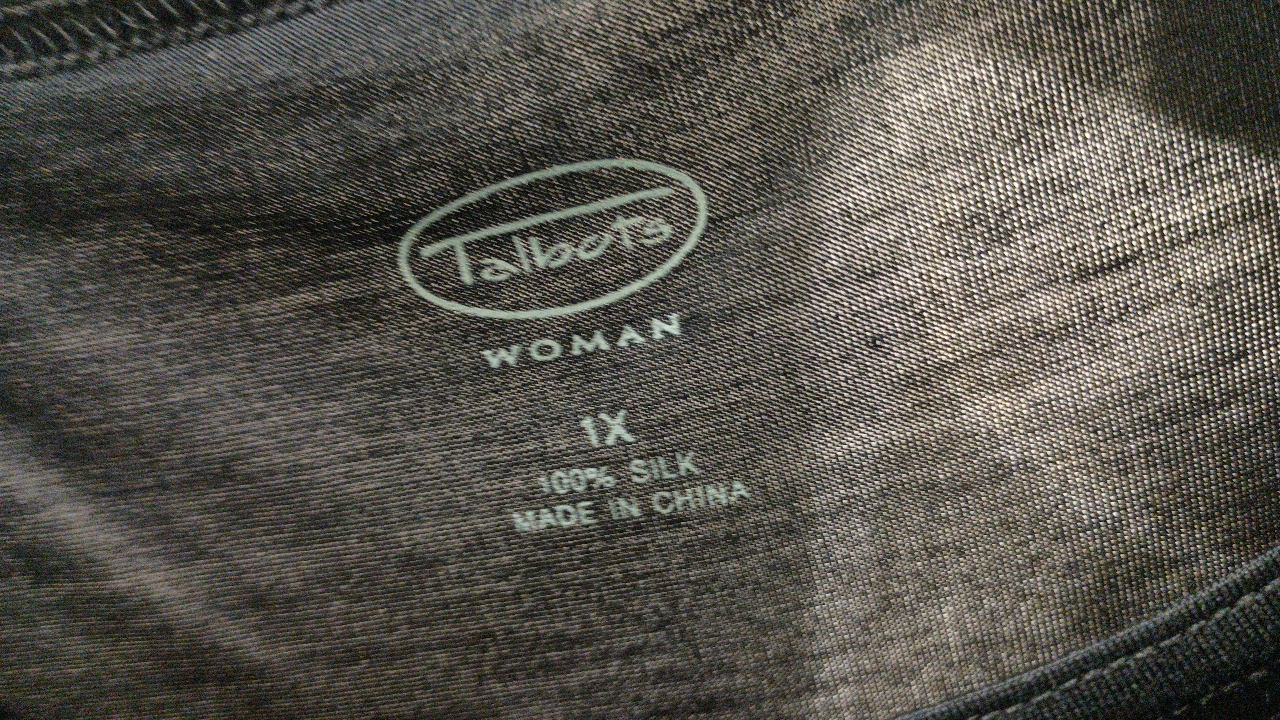 Talbots
WOMAN
1X
100% SILK
MADE IN CHINA